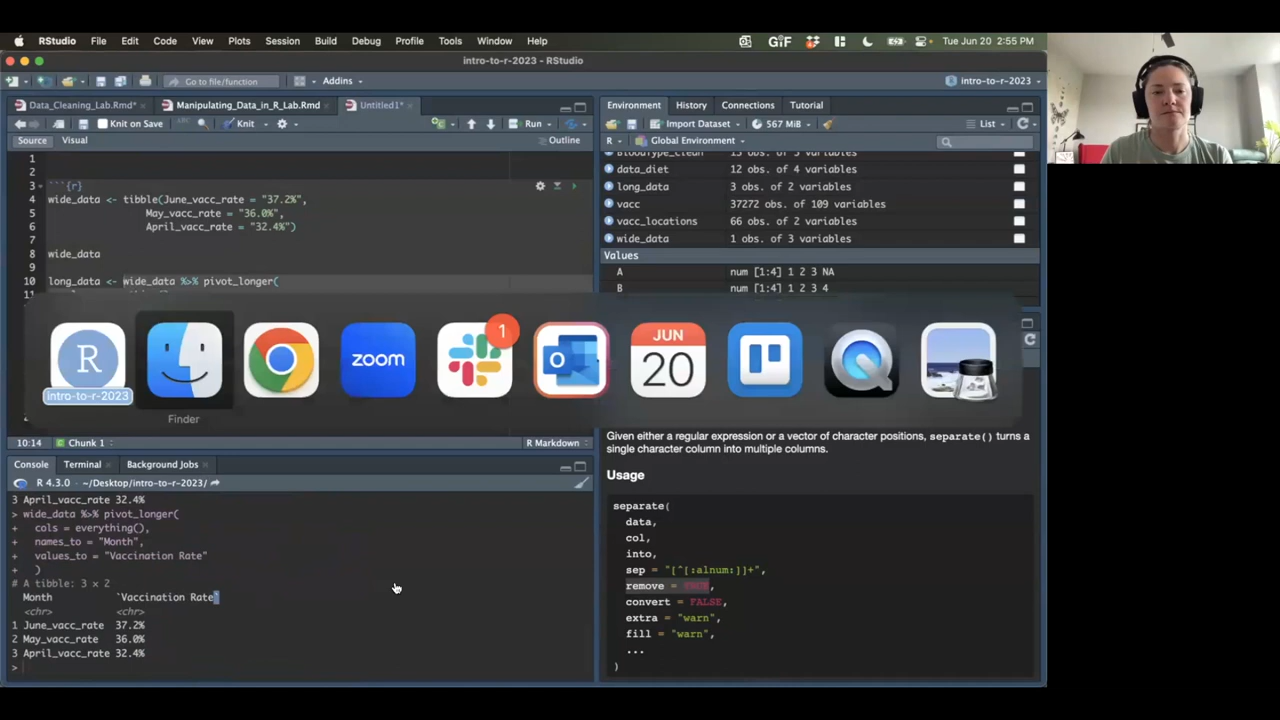 RStudio File Edit Code View Plots Session Build Debug Profile Tools Window Help GIF Tue Jun 20 2:55 PM
intro-to-r-2023 - RStudio
Go to file/function Addins intro-to-r-2023
Data_Cleaning_Lab.Rmd* Manipulating_Data_in_R_Lab.Rmd Untitled1*
Knit on Save Knit Run
Source Visual Outline
1
2
3 ```{r}
4 wide_data <- tibble(June_vacc_rate = "37.2%",
5 May_vacc_rate = "36.0%",
6 April_vacc_rate = "32.4%")
7
8 wide_data
9
10 long_data <- wide_data %>% pivot_longer(
11
Environment History Connections Tutorial
Import Dataset 567 MiB List
R Global Environment
data_diet 12 obs. of 4 variables
long_data 3 obs. of 2 variables
vacc 37272 obs. of 109 variables
vacc_locations 66 obs. of 2 variables
wide_data 1 obs. of 3 variables
Values
A num [1:4] 1 2 3 NA
B num [1:4] 1 2 3 4
R
intro-to-r-2023
Finder
zoom
1
O
JUN
20
10:14 Chunk 1 R Markdown
Console Terminal Background Jobs
R 4.3.0 · ~/Desktop/intro-to-r-2023/
3 April_vacc_rate 32.4%
> wide_data %>% pivot_longer(
+ cols = everything(),
+ names_to = "Month",
+ values_to = "Vaccination Rate"
+ )
# A tibble: 3 × 2
Month `Vaccination Rate`
<chr> <chr>
1 June_vacc_rate 37.2%
2 May_vacc_rate 36.0%
3 April_vacc_rate 32.4%
>
Given either a regular expression or a vector of character positions, separate() turns a
single character column into multiple columns.
Usage
separate(
data,
col,
into,
sep = "[^[:alnum:]]+",
remove = TRUE,
convert = FALSE,
extra = "warn",
fill = "warn",
...
)